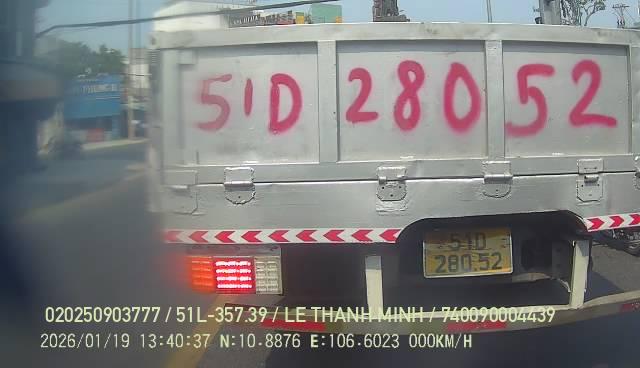 51D 28052
51D
280.52
020250903777 / 51L-357.39 / LE THANH MINH / 740090004439
2026/01/19 13:40:37 N:10.8876 E:106.6023 000KM/H